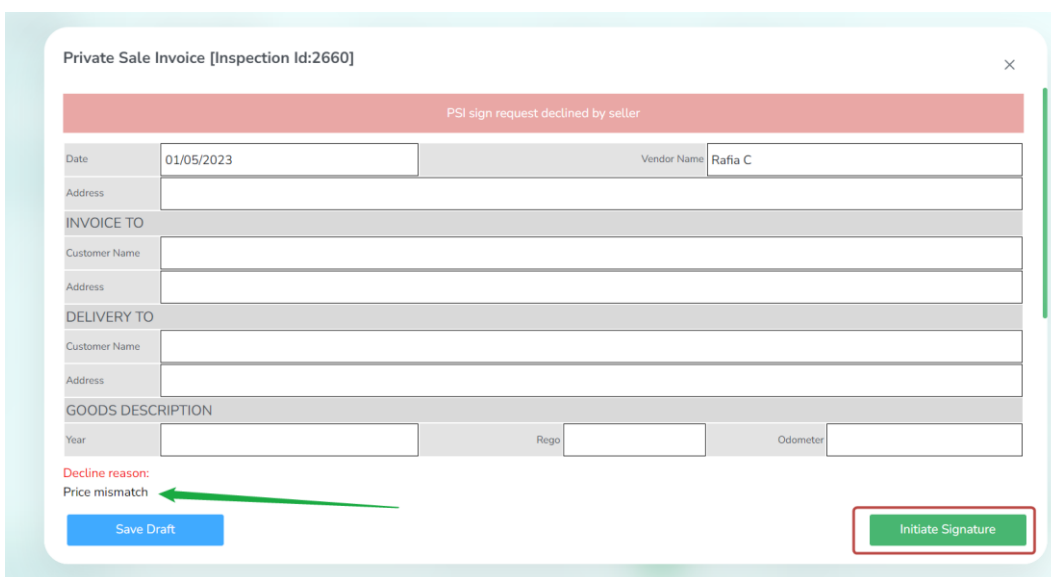 Private Sale Invoice [Inspection Id:2660]
×
PSI sign request declined by seller
Date 01/05/2023 Vendor Name Rafia C
Address
INVOICE TO
Customer Name
Address
DELIVERY TO
Customer Name
Address
GOODS DESCRIPTION
Year Rego Odometer
Decline reason:
Price mismatch
Save Draft Initiate Signature